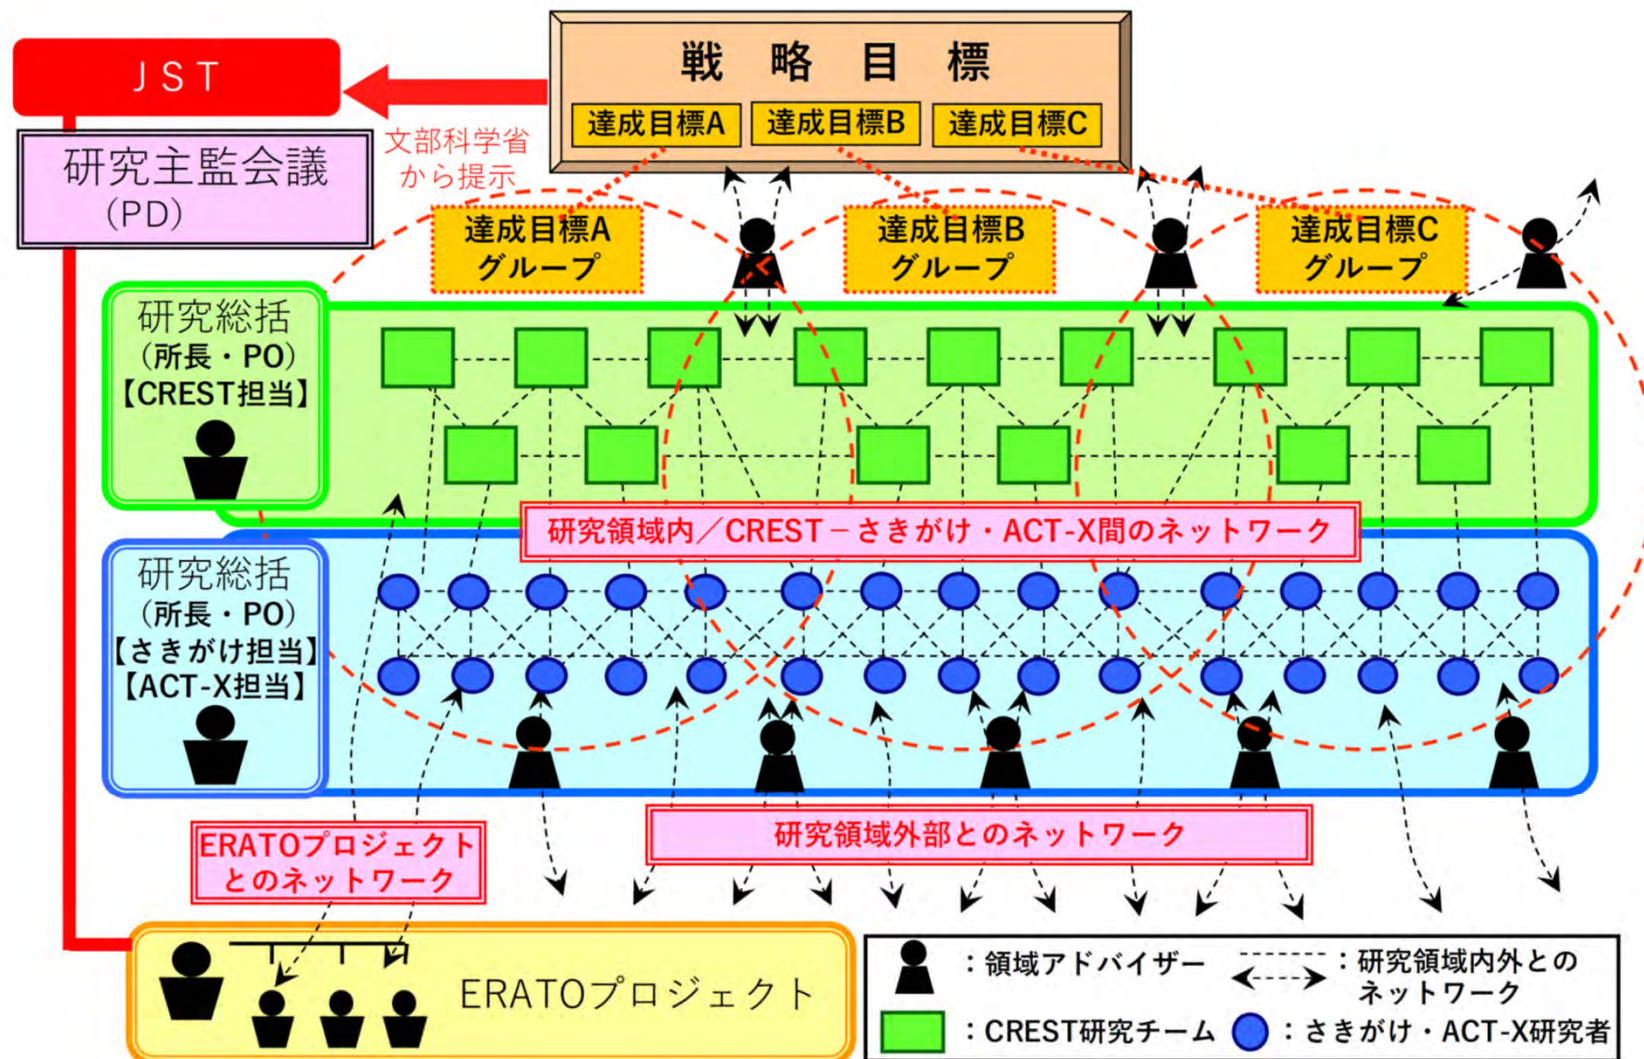 戦略目標
JST
達成目標A
達成目標B
達成目標C
文部科学省
から提示
研究主監会議
（PD）
達成目標A
グループ
達成目標B
グループ
達成目標C
グループ
研究総括
（所長・PO）
【CREST担当】
研究領域内／CREST－さきがけ・ACT-X間のネットワーク
研究総括
（所長・PO）
【さきがけ担当】
【ACT-X担当】
ERATOプロジェクト
とのネットワーク
研究領域外部とのネットワーク
ERATOプロジェクト
：領域アドバイザー
：研究領域内外との
ネットワーク
：CREST研究チーム
：さきがけ・ACT-X研究者